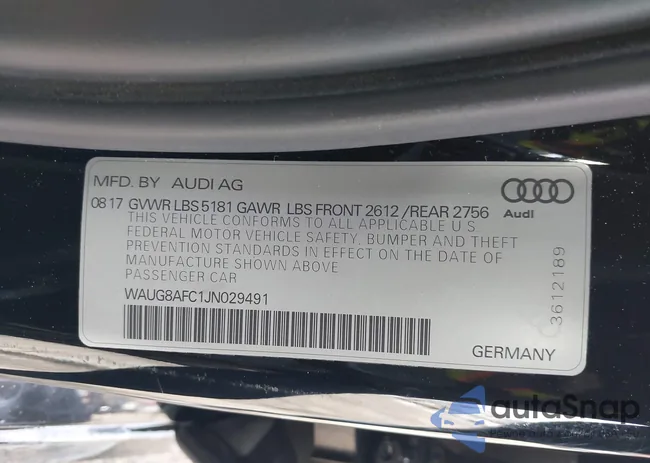 MFD. BY AUDI AG
Audi
08 17 GVWR LBS 5181 GAWR LBS FRONT 2612 /REAR 2756
THIS VEHICLE CONFORMS TO ALL APPLICABLE U S
FEDERAL MOTOR VEHICLE SAFETY, BUMPER AND THEFT
PREVENTION STANDARDS IN EFFECT ON THE DATE OF
MANUFACTURE SHOWN ABOVE
PASSENGER CAR
WAUG8AFC1JN029491
3612189
GERMANY
autoSnap